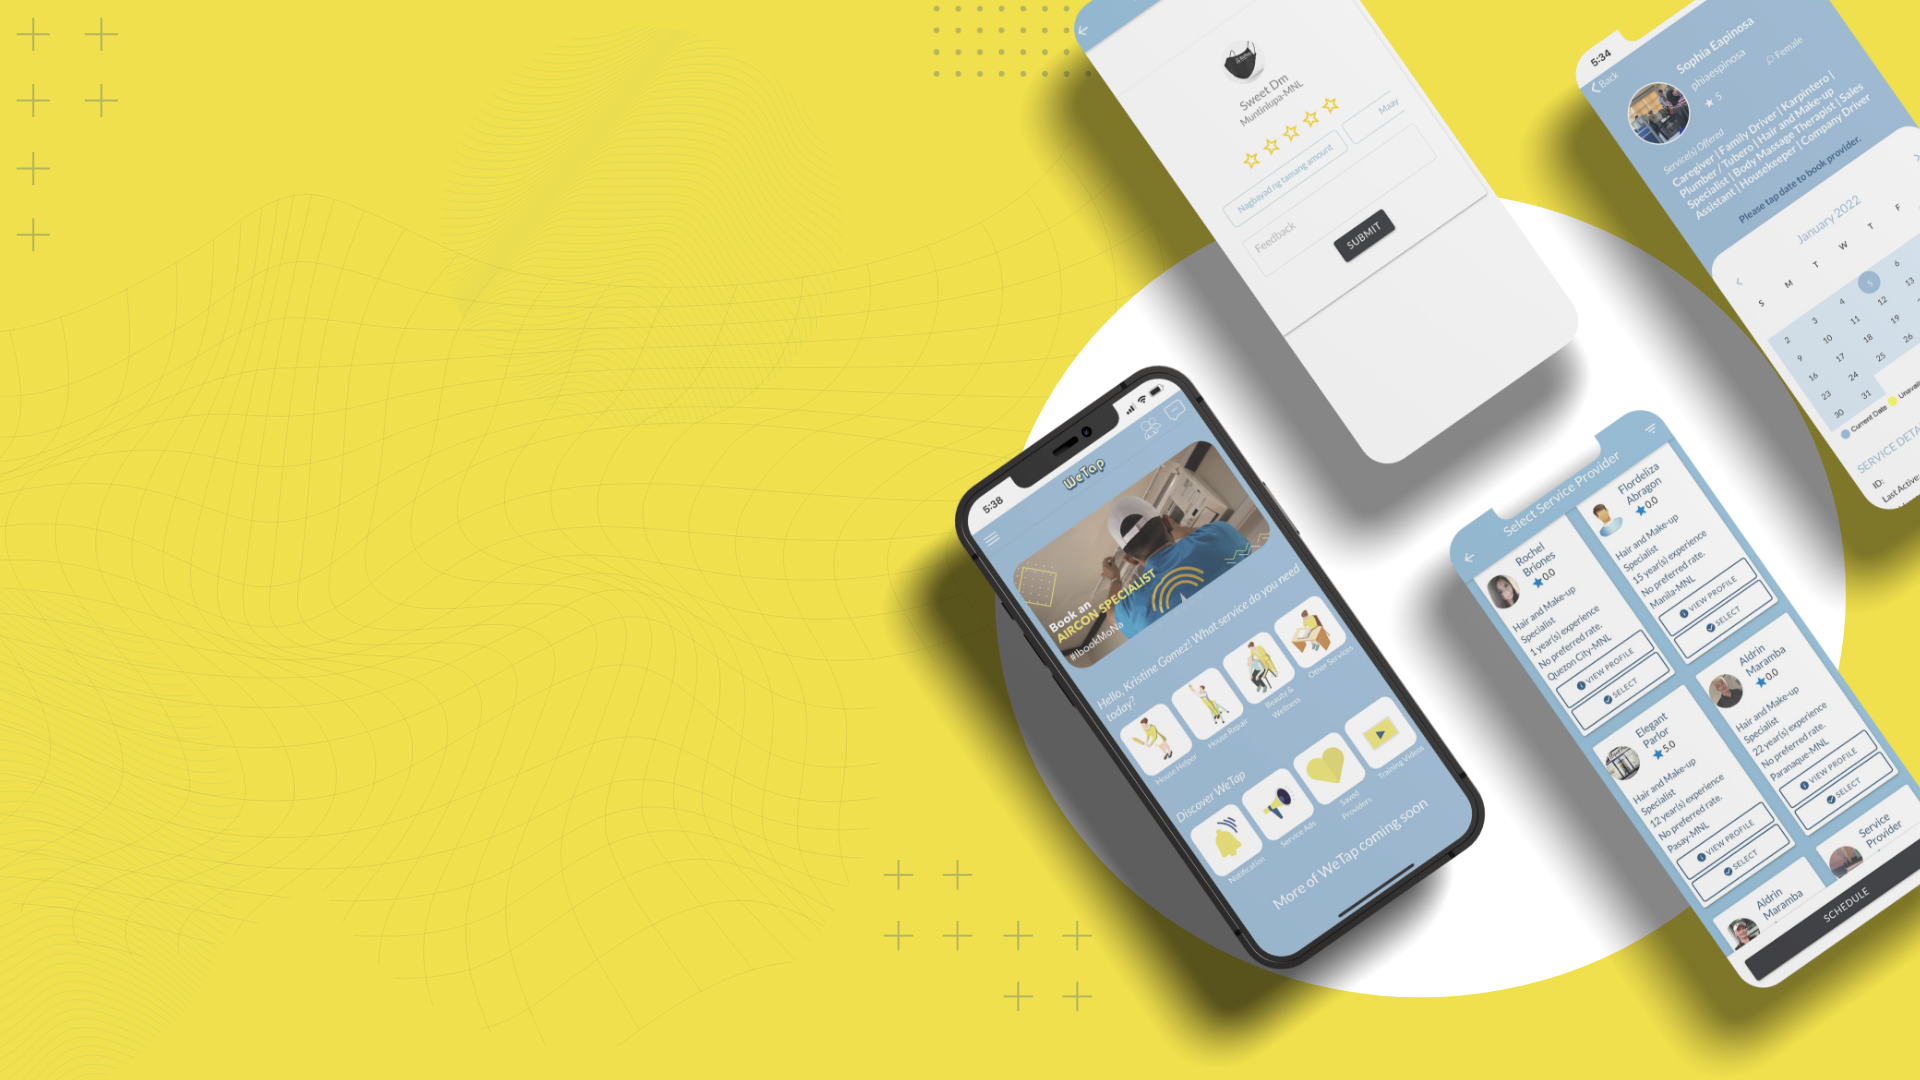 Sweet Dm
Muntinlupa-MNL
Nagbayad ng tamang amount
Maay
Feedback
SUBMIT
5:34
Back
Sophia Eapinosa
phiaespinosa
Female
5
Service(s) Offered
Caregiver | Family Driver | Karpintero |
Plumber / Tubero | Hair and Make-up
Specialist | Body Massage Therapist | Sales
Assistant | Housekeeper | Company Driver
Please tap date to book provider.
January 2022
S M T W T F
4 5 6
2 3 11 12 13
9 10 18 19
16 17 25 26
23 24
30 31
Current Date
Unavai
SERVICE DETA
ID:
Last Active:
5:38
WeTap
Book an
AIRCON SPECIALIST
#IbookMoNa
Hello, Kristine Gomez! What service do you need
today?
House Helper
House Repair
Beauty &
Wellness
Other Services
Discover WeTap
Notification
Service Ads
Saved
Providers
Training Videos
More of WeTap coming soon
Select Service Provider
Rochel
Briones
0.0
Hair and Make-up
Specialist
1 year(s) experience
No preferred rate.
Quezon City-MNL
VIEW PROFILE
SELECT
Flordeliza
Abragon
0.0
Hair and Make-up
Specialist
15 year(s) experience
No preferred rate.
Manila-MNL
VIEW PROFILE
SELECT
Elegant
Parlor
5.0
Hair and Make-up
Specialist
12 year(s) experience
No preferred rate.
Pasay-MNL
VIEW PROFILE
SELECT
Aldrin
Maramba
0.0
Hair and Make-up
Specialist
22 year(s) experience
No preferred rate.
Paranaque-MNL
VIEW PROFILE
SELECT
Aldrin
Maramba
Service
Provider
SCHEDULE